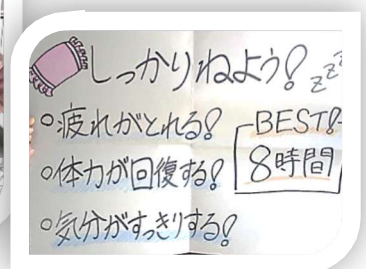 しっかりねよう!
zzz
○疲れがとれる!
BEST!
○体力が回復する!
8時間
○気分がすっきりする!